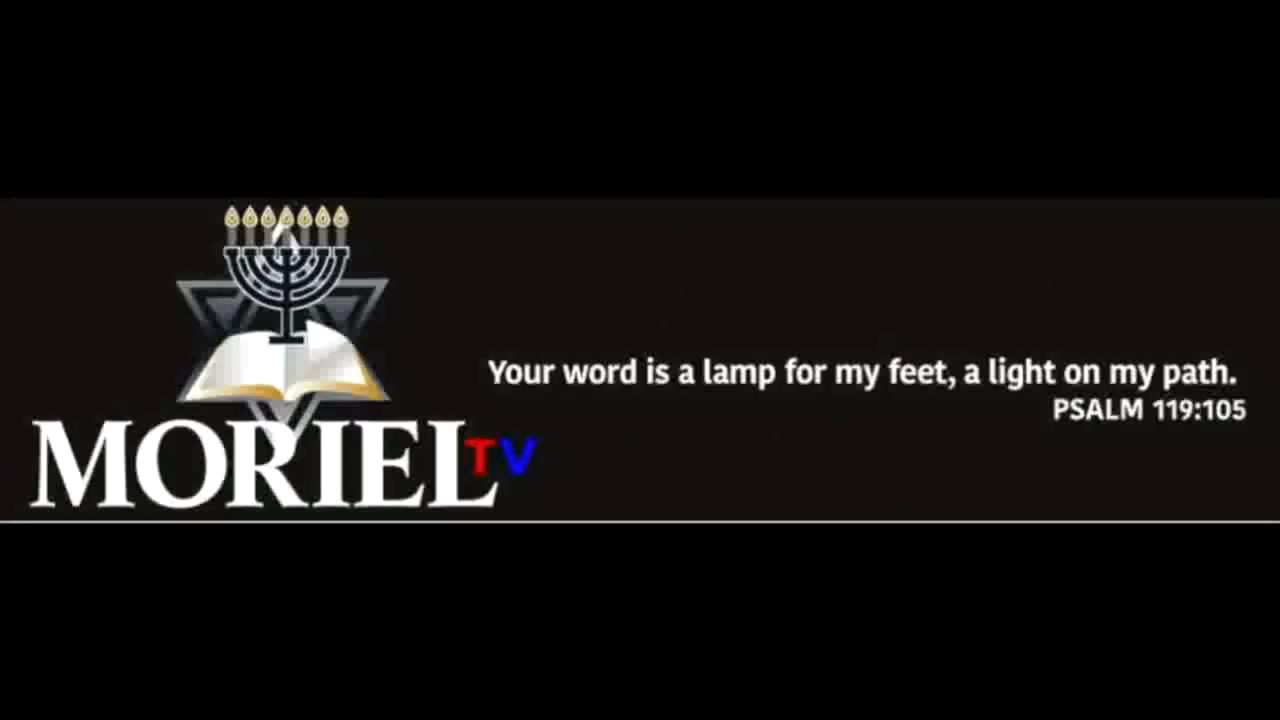 Your word is a lamp for my feet, a light on my path.
PSALM 119:105
MORIEL TV